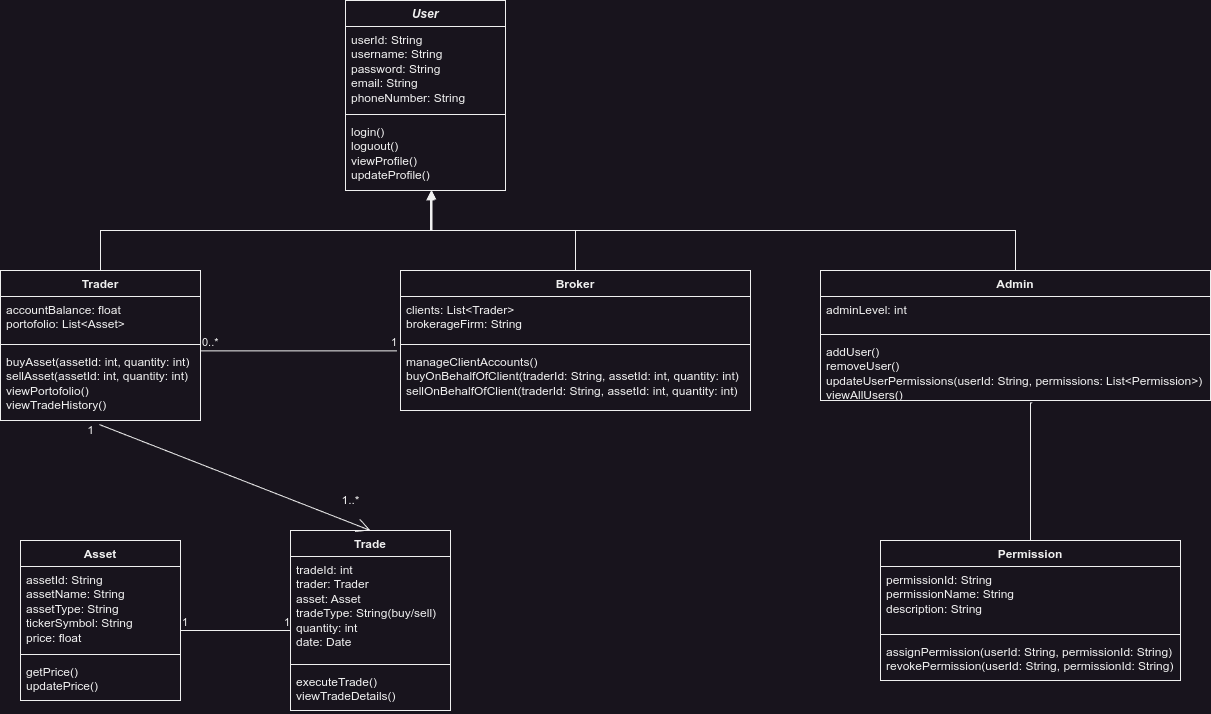 User
userId: String
username: String
password: String
email: String
phoneNumber: String
login()
loguout()
viewProfile()
updateProfile()
Trader
accountBalance: float
portofolio: List<Asset>
buyAsset(assetId: int, quantity: int)
sellAsset(assetId: int, quantity: int)
viewPortofolio()
viewTradeHistory()
0..*
1
Broker
clients: List<Trader>
brokerageFirm: String
manageClientAccounts()
buyOnBehalfOfClient(traderId: String, assetId: int, quantity: int)
sellOnBehalfOfClient(traderId: String, assetId: int, quantity: int)
Admin
adminLevel: int
addUser()
removeUser()
updateUserPermissions(userId: String, permissions: List<Permission>)
viewAllUsers()
1
1..*
Asset
assetId: String
assetName: String
assetType: String
tickerSymbol: String
price: float
getPrice()
updatePrice()
1
1
Trade
tradeId: int
trader: Trader
asset: Asset
tradeType: String(buy/sell)
quantity: int
date: Date
executeTrade()
viewTradeDetails()
Permission
permissionId: String
permissionName: String
description: String
assignPermission(userId: String, permissionId: String)
revokePermission(userId: String, permissionId: String)